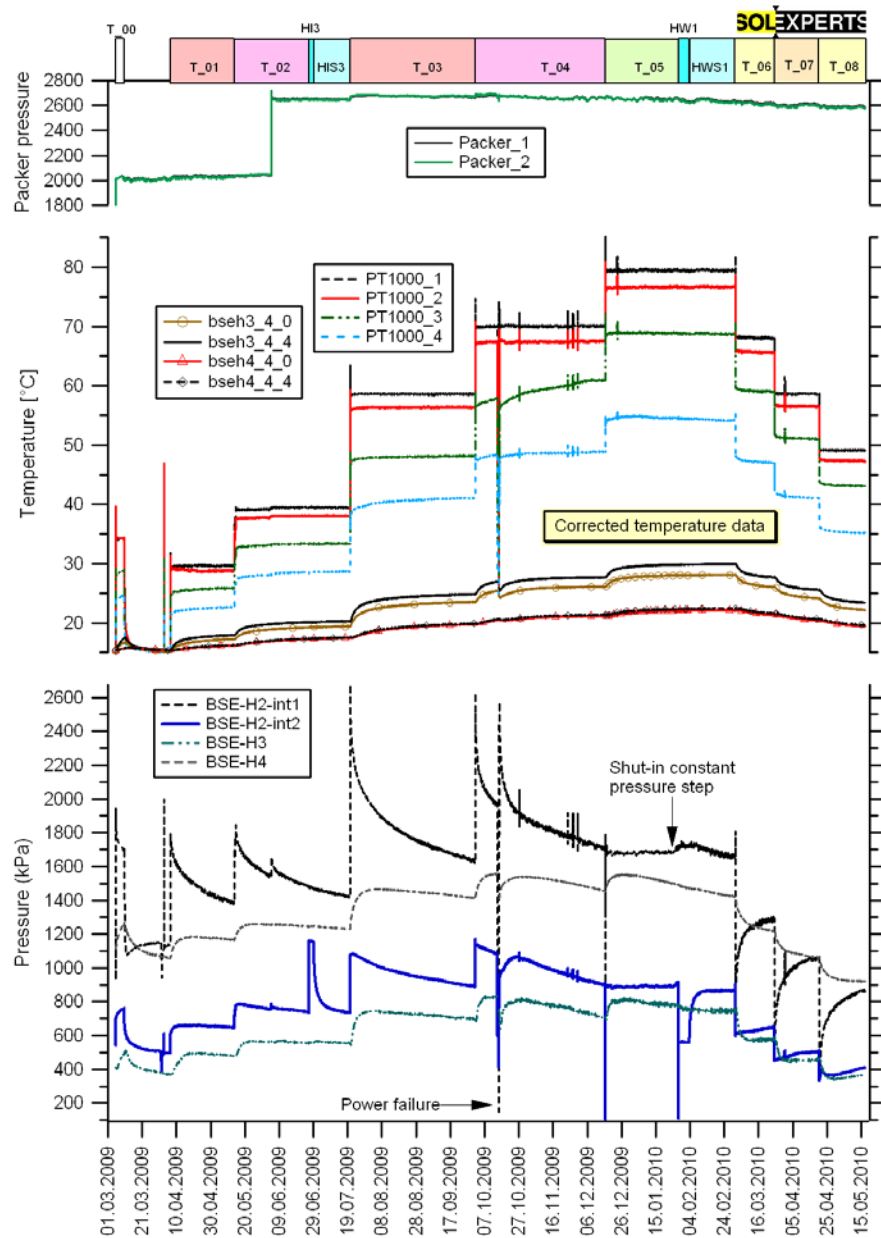 T_00 HI3 HW1 SOLEXPERTS
T_01 T_02 HIS3 T_03 T_04 T_05 HWS1 T_06 T_07 T_08
Packer pressure
2800
2600
2400
2200
2000
1800
Packer_1
Packer_2
Temperature [°C]
80
70
60
50
40
30
20
bseh3_4_0
bseh3_4_4
bseh4_4_0
bseh4_4_4
PT1000_1
PT1000_2
PT1000_3
PT1000_4
Corrected temperature data
Pressure (kPa)
2600
2400
2200
2000
1800
1600
1400
1200
1000
800
600
400
200
BSE-H2-int1
BSE-H2-int2
BSE-H3
BSE-H4
Shut-in constant
pressure step
Power failure
01.03.2009
21.03.2009
10.04.2009
30.04.2009
20.05.2009
09.06.2009
29.06.2009
19.07.2009
08.08.2009
28.08.2009
17.09.2009
07.10.2009
27.10.2009
16.11.2009
06.12.2009
26.12.2009
15.01.2010
04.02.2010
24.02.2010
16.03.2010
05.04.2010
25.04.2010
15.05.2010